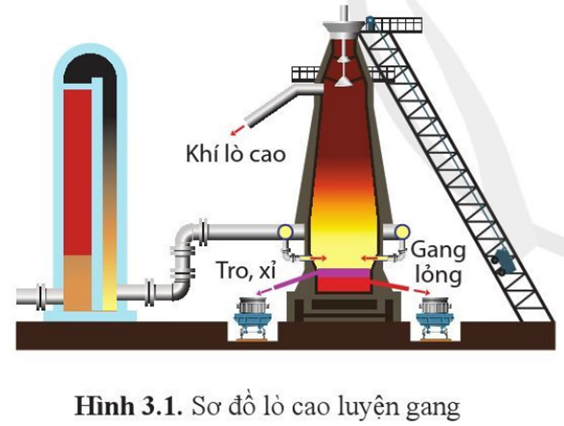 Khí lò cao
Tro, xỉ
Gang
lỏng
Hình 3.1. Sơ đồ lò cao luyện gang